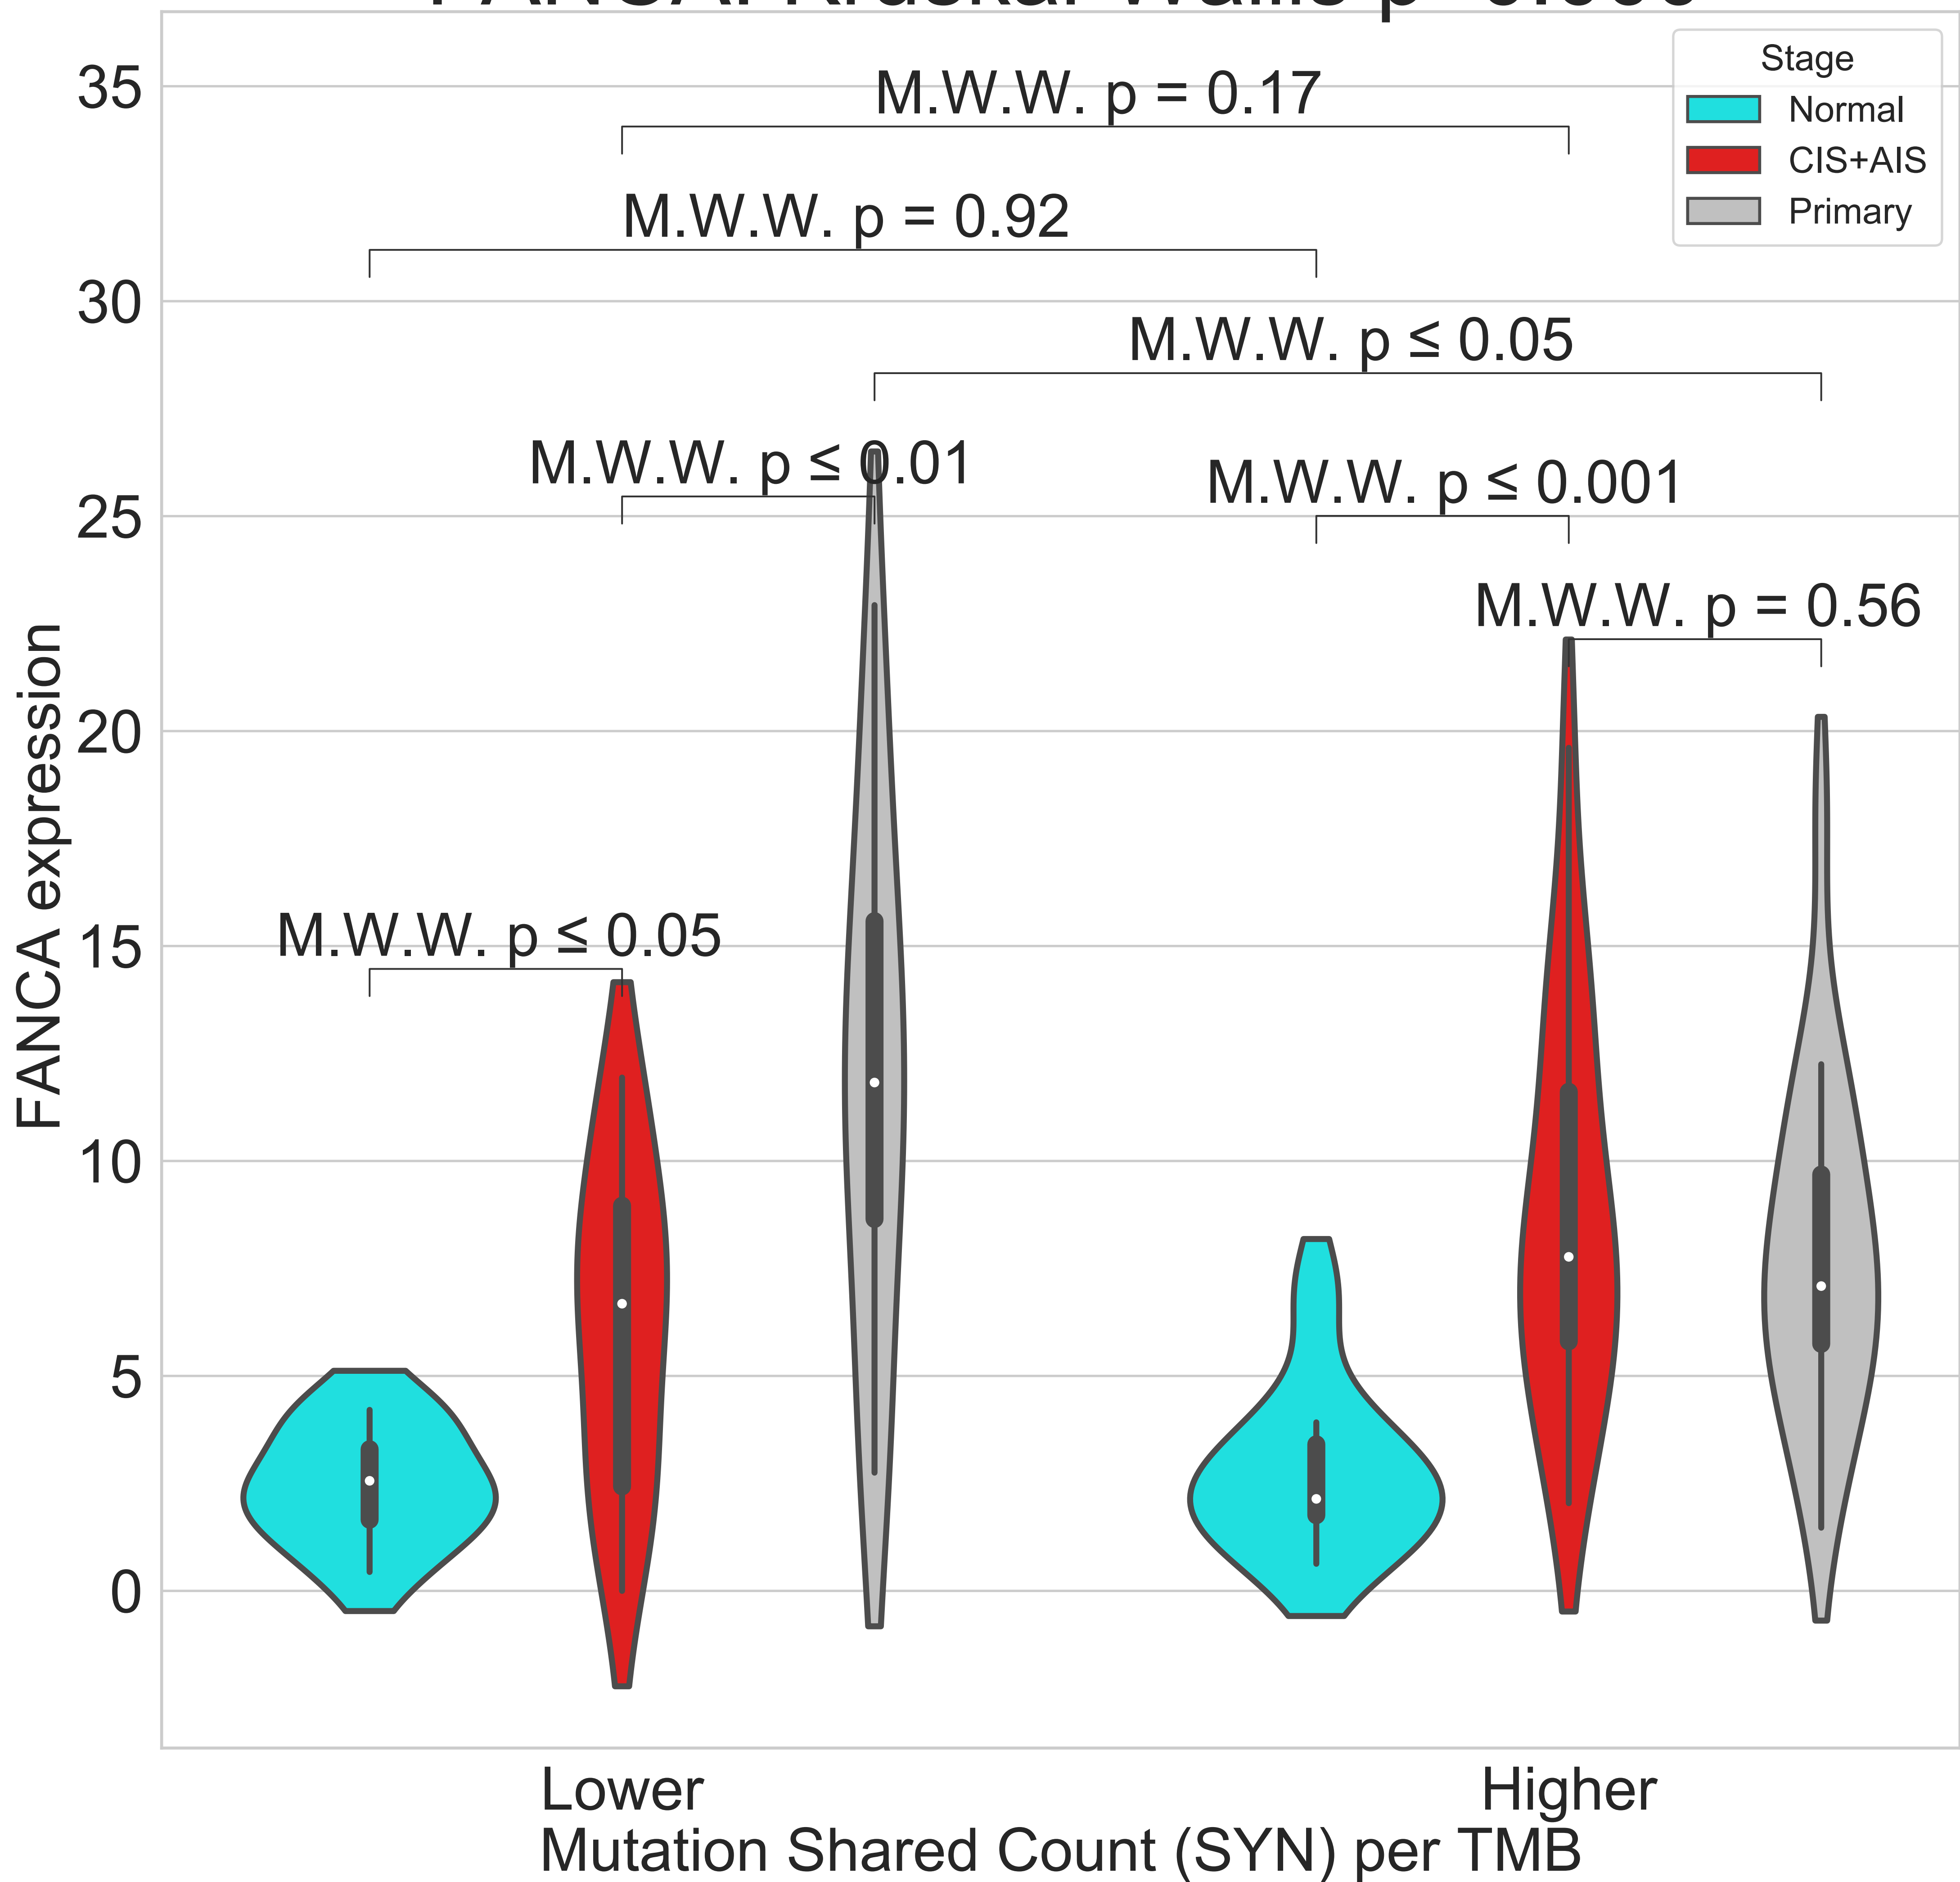 Stage
Normal
CIS+AIS
Primary
M.W.W. p = 0.17
M.W.W. p = 0.92
M.W.W. p ≤ 0.05
M.W.W. p ≤ 0.01
M.W.W. p ≤ 0.001
M.W.W. p = 0.56
M.W.W. p ≤ 0.05
35
30
25
20
15
10
5
0
FANCA expression
Lower
Higher
Mutation Shared Count (SYN) per TMB